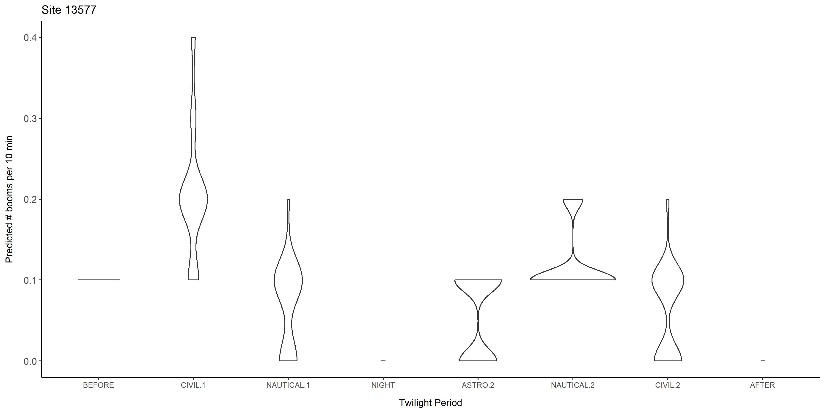 Site 13577
Predicted # booms per 10 min
0.4
0.3
0.2
0.1
0.0
BEFORE CIVIL.1 NAUTICAL.1 NIGHT ASTRO.2 NAUTICAL.2 CIVIL.2 AFTER
Twilight Period